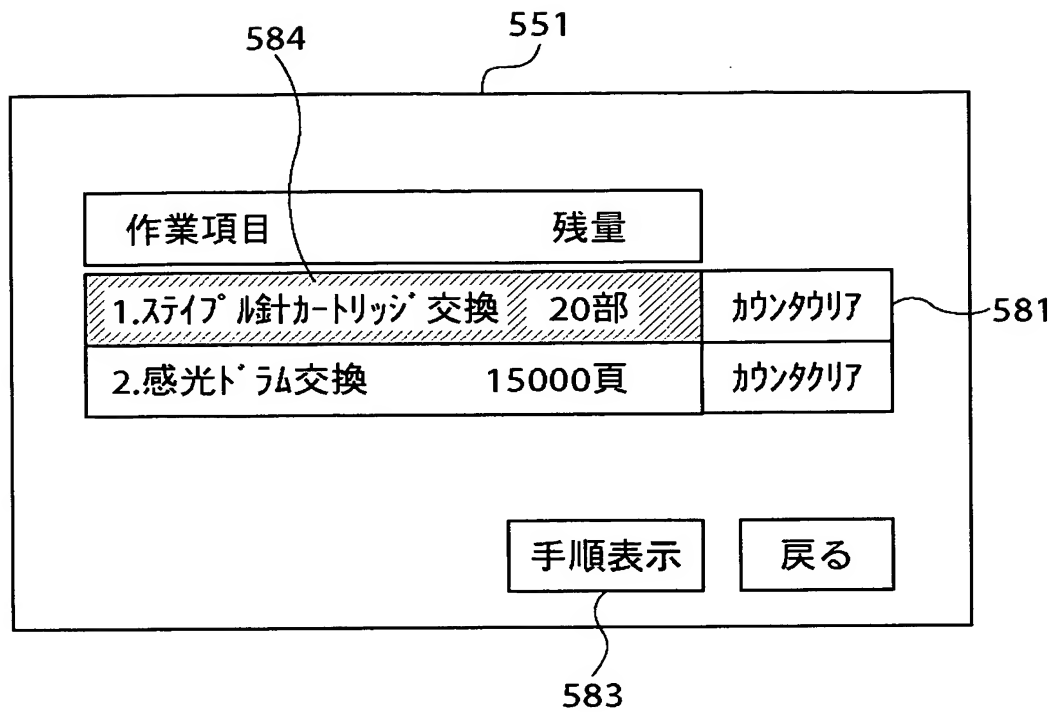 584
551
作業項目 残量
1.ｽﾃｲﾌﾟﾙ針ｶｰﾄﾘｯｼﾞ交換 20部 ｶｳﾝﾀｳﾘｱ
581
2.感光ﾄﾞﾗﾑ交換 15000頁 ｶｳﾝﾀｸﾘｱ
手順表示 戻る
583